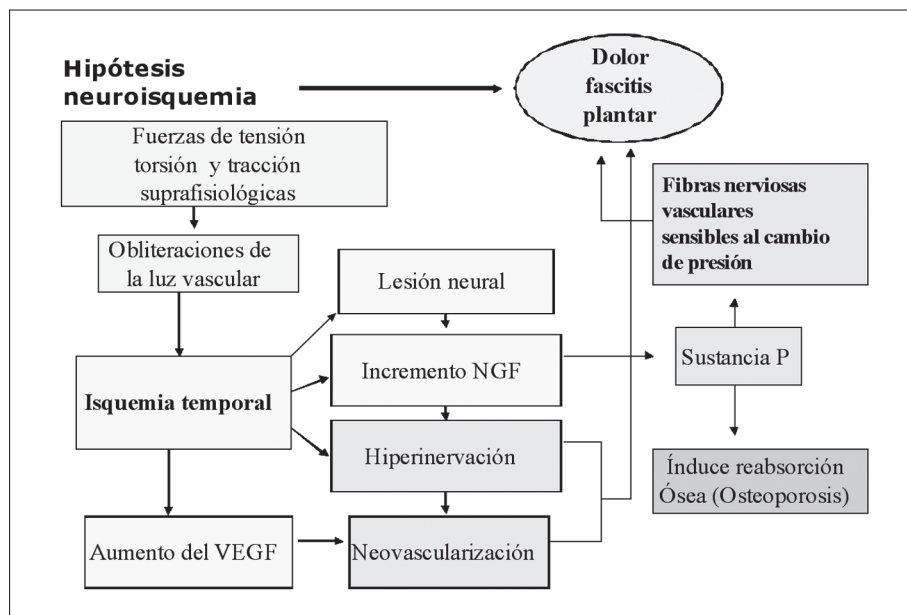 Hipótesis
neuroisquemia
Dolor
fascitis
plantar
Fuerzas de tensión
torsión y tracción
suprafisiológicas
Fibras nerviosas
vasculares
sensibles al cambio
de presión
Obliteraciones de
la luz vascular
Lesión neural
Incremento NGF
Sustancia P
Isquemia temporal
Hiperinervación
Índuce reabsorción
Ósea (Osteoporosis)
Aumento del VEGF
Neovascularización